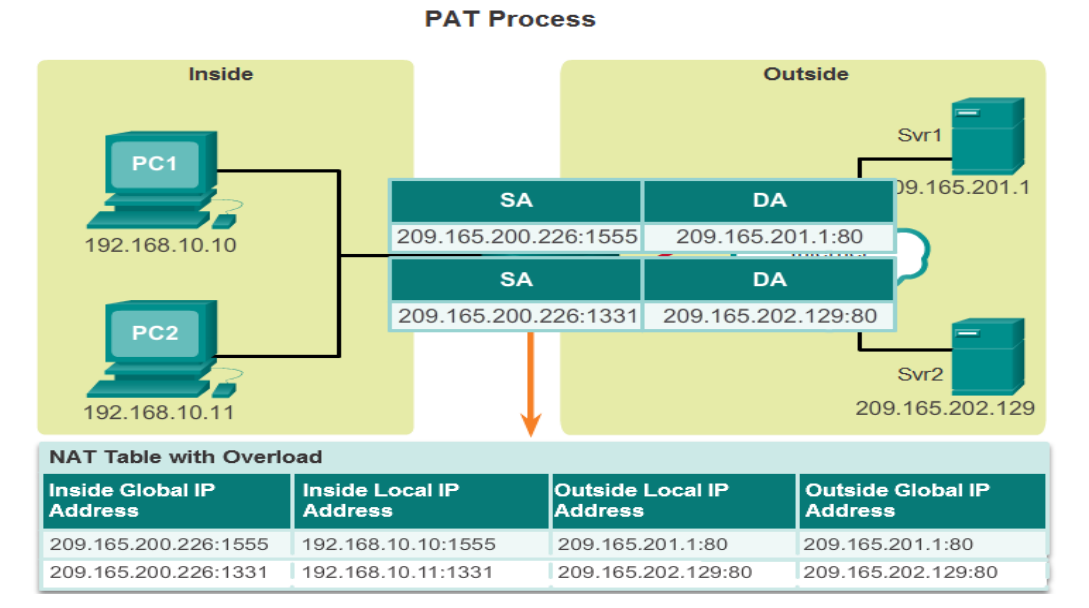 PAT Process
Inside
Outside
PC1
192.168.10.10
PC2
192.168.10.11
Svr1
09.165.201.1
SA DA
209.165.200.226:1555 209.165.201.1:80
SA DA
209.165.200.226:1331 209.165.202.129:80
Svr2
209.165.202.129
NAT Table with Overload
Inside Global IP Address Inside Local IP Address Outside Local IP Address Outside Global IP Address
209.165.200.226:1555 192.168.10.10:1555 209.165.201.1:80 209.165.201.1:80
209.165.200.226:1331 192.168.10.11:1331 209.165.202.129:80 209.165.202.129:80